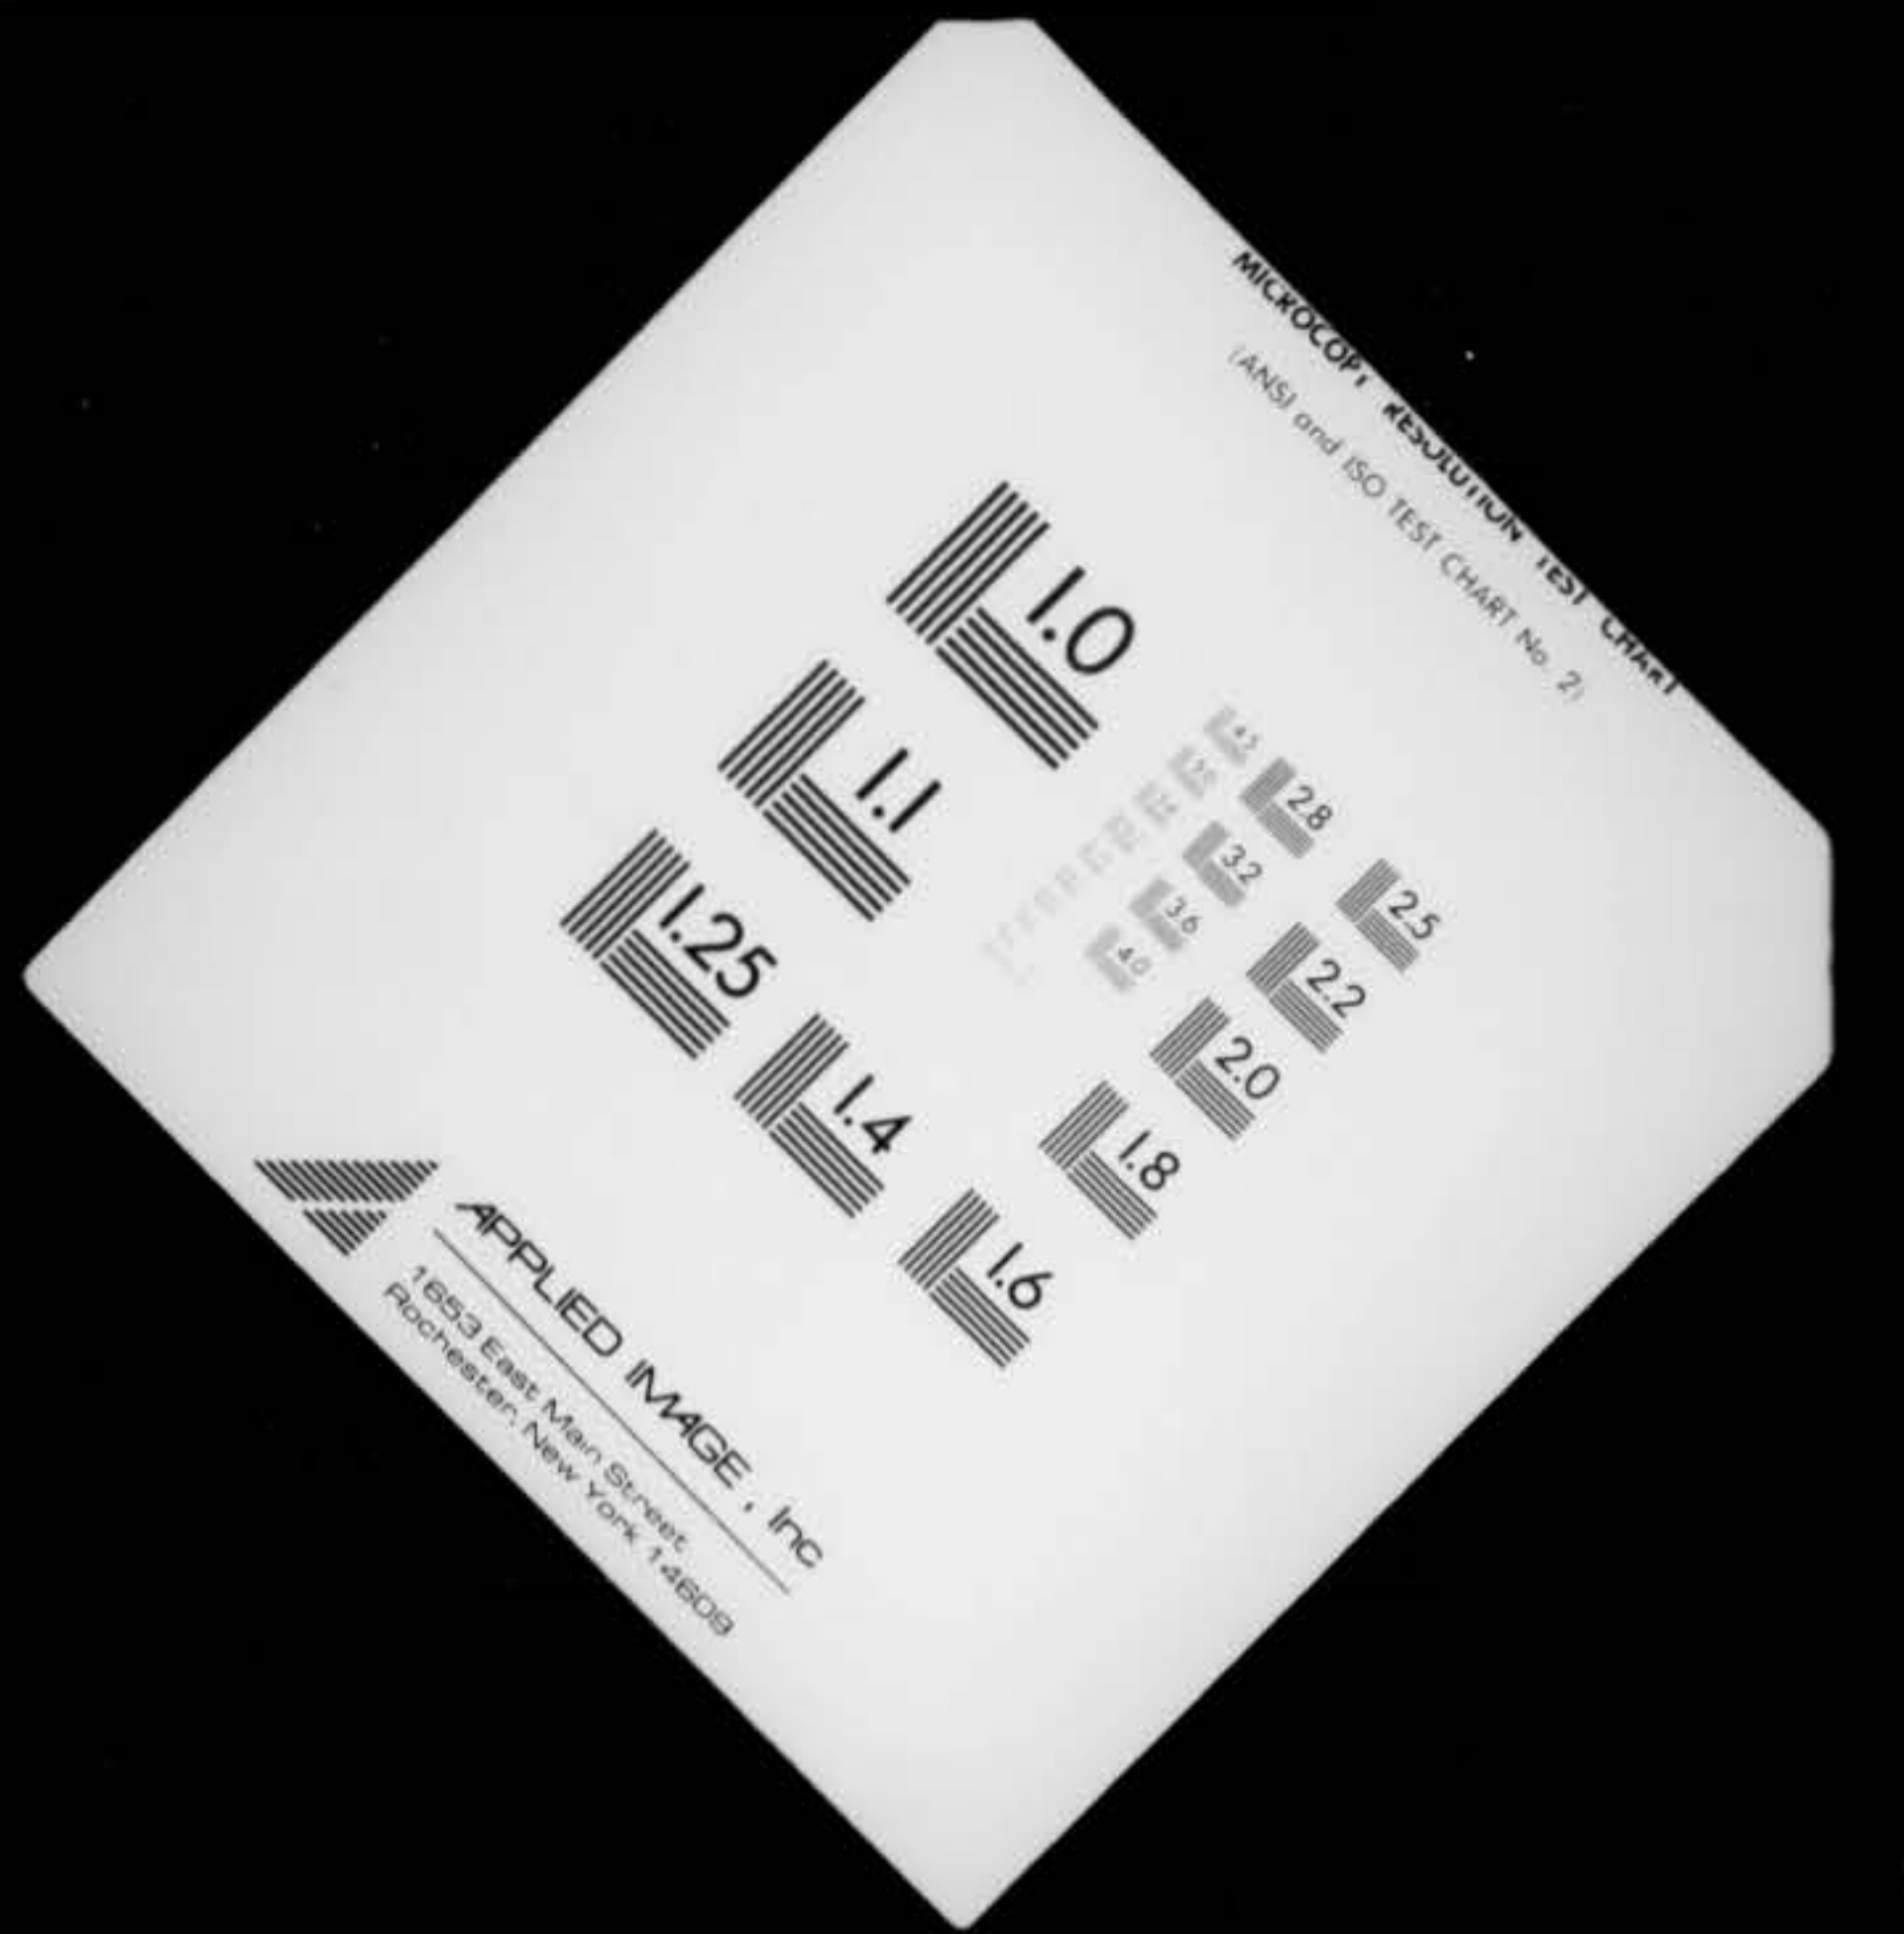 MICROCOPY RESOLUTION TEST CHART
(ANSI and ISO TEST CHART No. 2)
1.0
1.1
1.25
1.4
1.6
1.8
2.0
2.2
2.5
2.8
3.2
3.6
4.0
4.5
APPLIED IMAGE, Inc
1653 East Main Street
Rochester, New York 14609